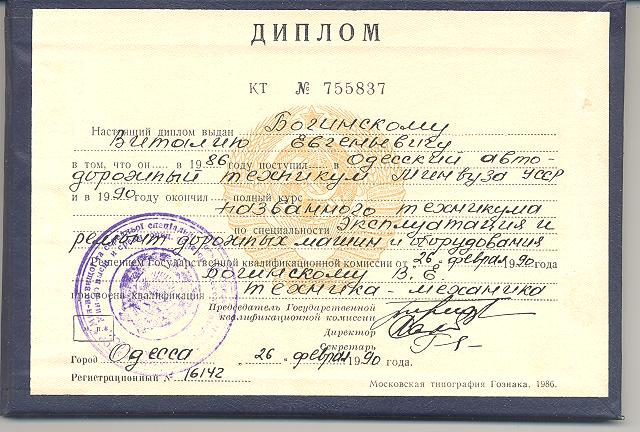 ДИПЛОМ
КТ № 755837
Настоящий диплом выдан Богинскому
Виталию Евгеньевичу
в том, что он в 1986 году поступил в Одесский авто-
дорожный техникум Минвуза УССР
и в 1990 году окончил полный курс
названного техникума
по специальности Эксплуатация и
ремонт дорожных машин и оборудования
Решением Государственной квалификационной комиссии от 26 февраля 1990 года
Богинскому В. Е
присвоена квалификация техника-механика
Председатель Государственной
квалификационной комиссии
Директор
Секретарь
Город Одесса „ 26 „ февраля 1990 года.
Регистрационный № 16142
Московская типография Гознака. 1986.